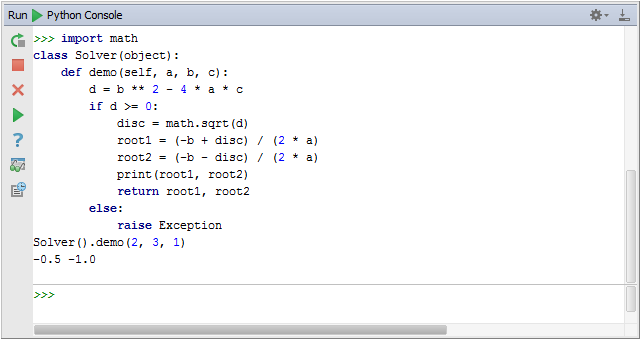 Run Python Console
>>> import math
class Solver(object):
    def demo(self, a, b, c):
        d = b ** 2 - 4 * a * c
        if d >= 0:
            disc = math.sqrt(d)
            root1 = (-b + disc) / (2 * a)
            root2 = (-b - disc) / (2 * a)
            print(root1, root2)
            return root1, root2
        else:
            raise Exception
Solver().demo(2, 3, 1)
-0.5 -1.0
>>>